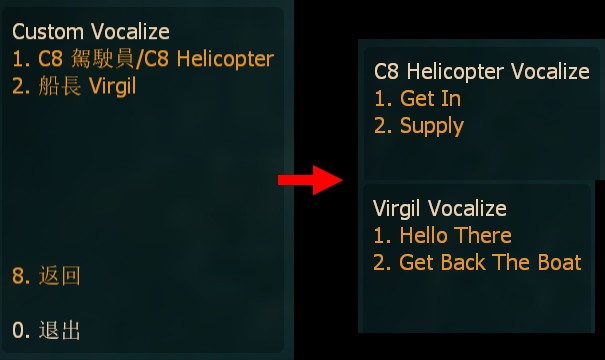 Custom Vocalize
1. C8 駕駛員/C8 Helicopter
2. 船長 Virgil
8. 返回
0. 退出
C8 Helicopter Vocalize
1. Get In
2. Supply
Virgil Vocalize
1. Hello There
2. Get Back The Boat